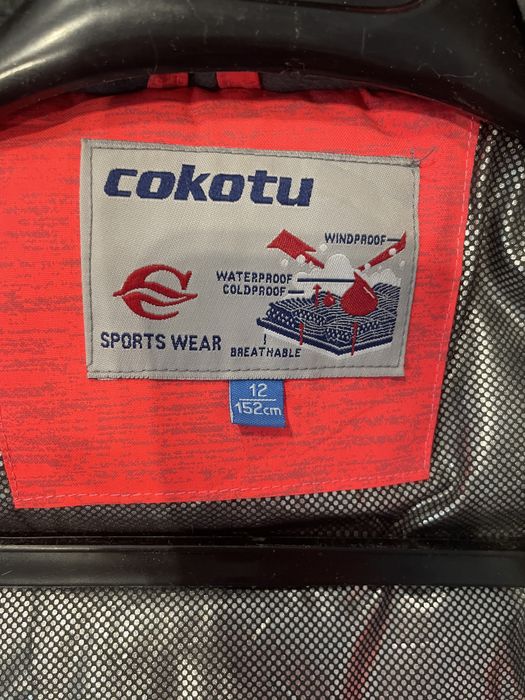 cokotu
WINDPROOF
WATERPROOF
COLDPROOF
SPORTS WEAR
BREATHABLE
12
152cm